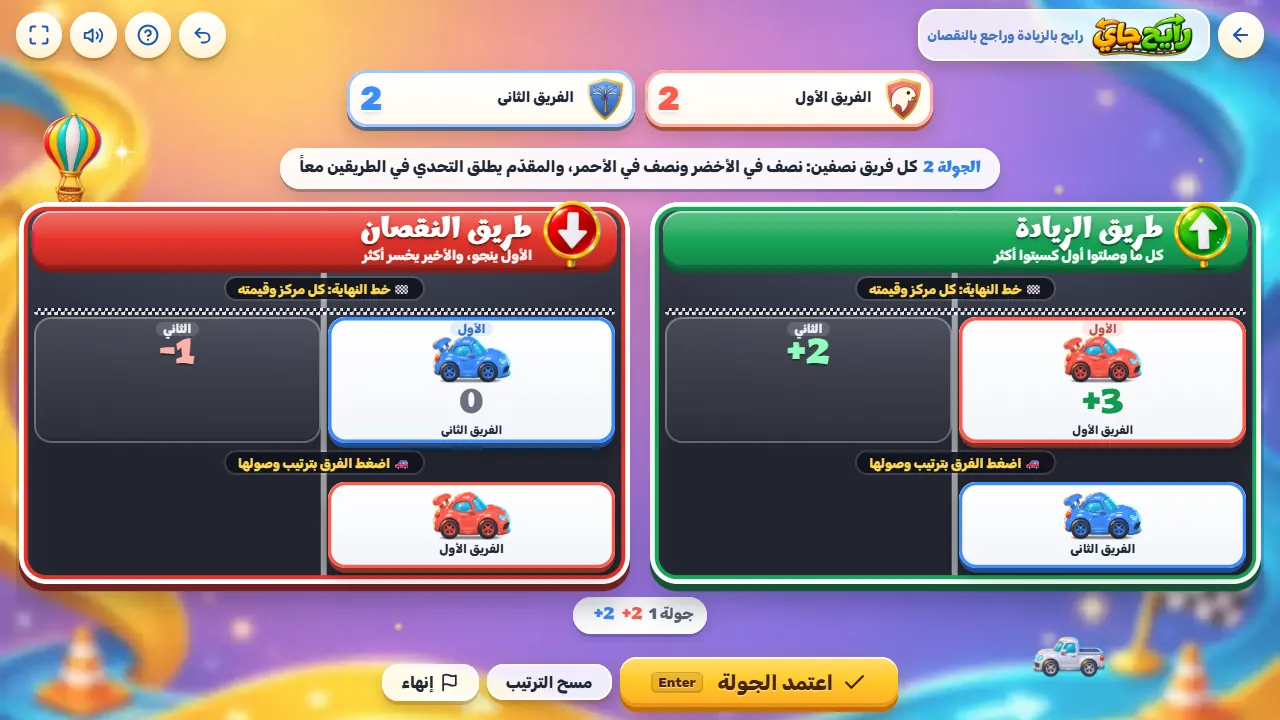 رايح جاي
رايح بالزيادة وراجع بالنقصان
الفريق الأول
2
الفريق الثاني
2
الجولة 2 كل فريق نصفين: نصف في الأخضر ونصف في الأحمر، والمقدّم يطلق التحدي في الطريقين معاً
طريق الزيادة
كل ما وصلتوا أول كسبتوا أكثر
خط النهاية: كل مركز وقيمته
الأول
+3
الفريق الأول
الثاني
+2
اضغط الفرق بترتيب وصولها
الفريق الثاني
طريق النقصان
الأول ينجو، والأخير يخسر أكثر
خط النهاية: كل مركز وقيمته
الأول
0
الفريق الثاني
الثاني
-1
اضغط الفرق بترتيب وصولها
الفريق الأول
جولة 1 +2 +2
اعتمد الجولة Enter
مسح الترتيب
إنهاء